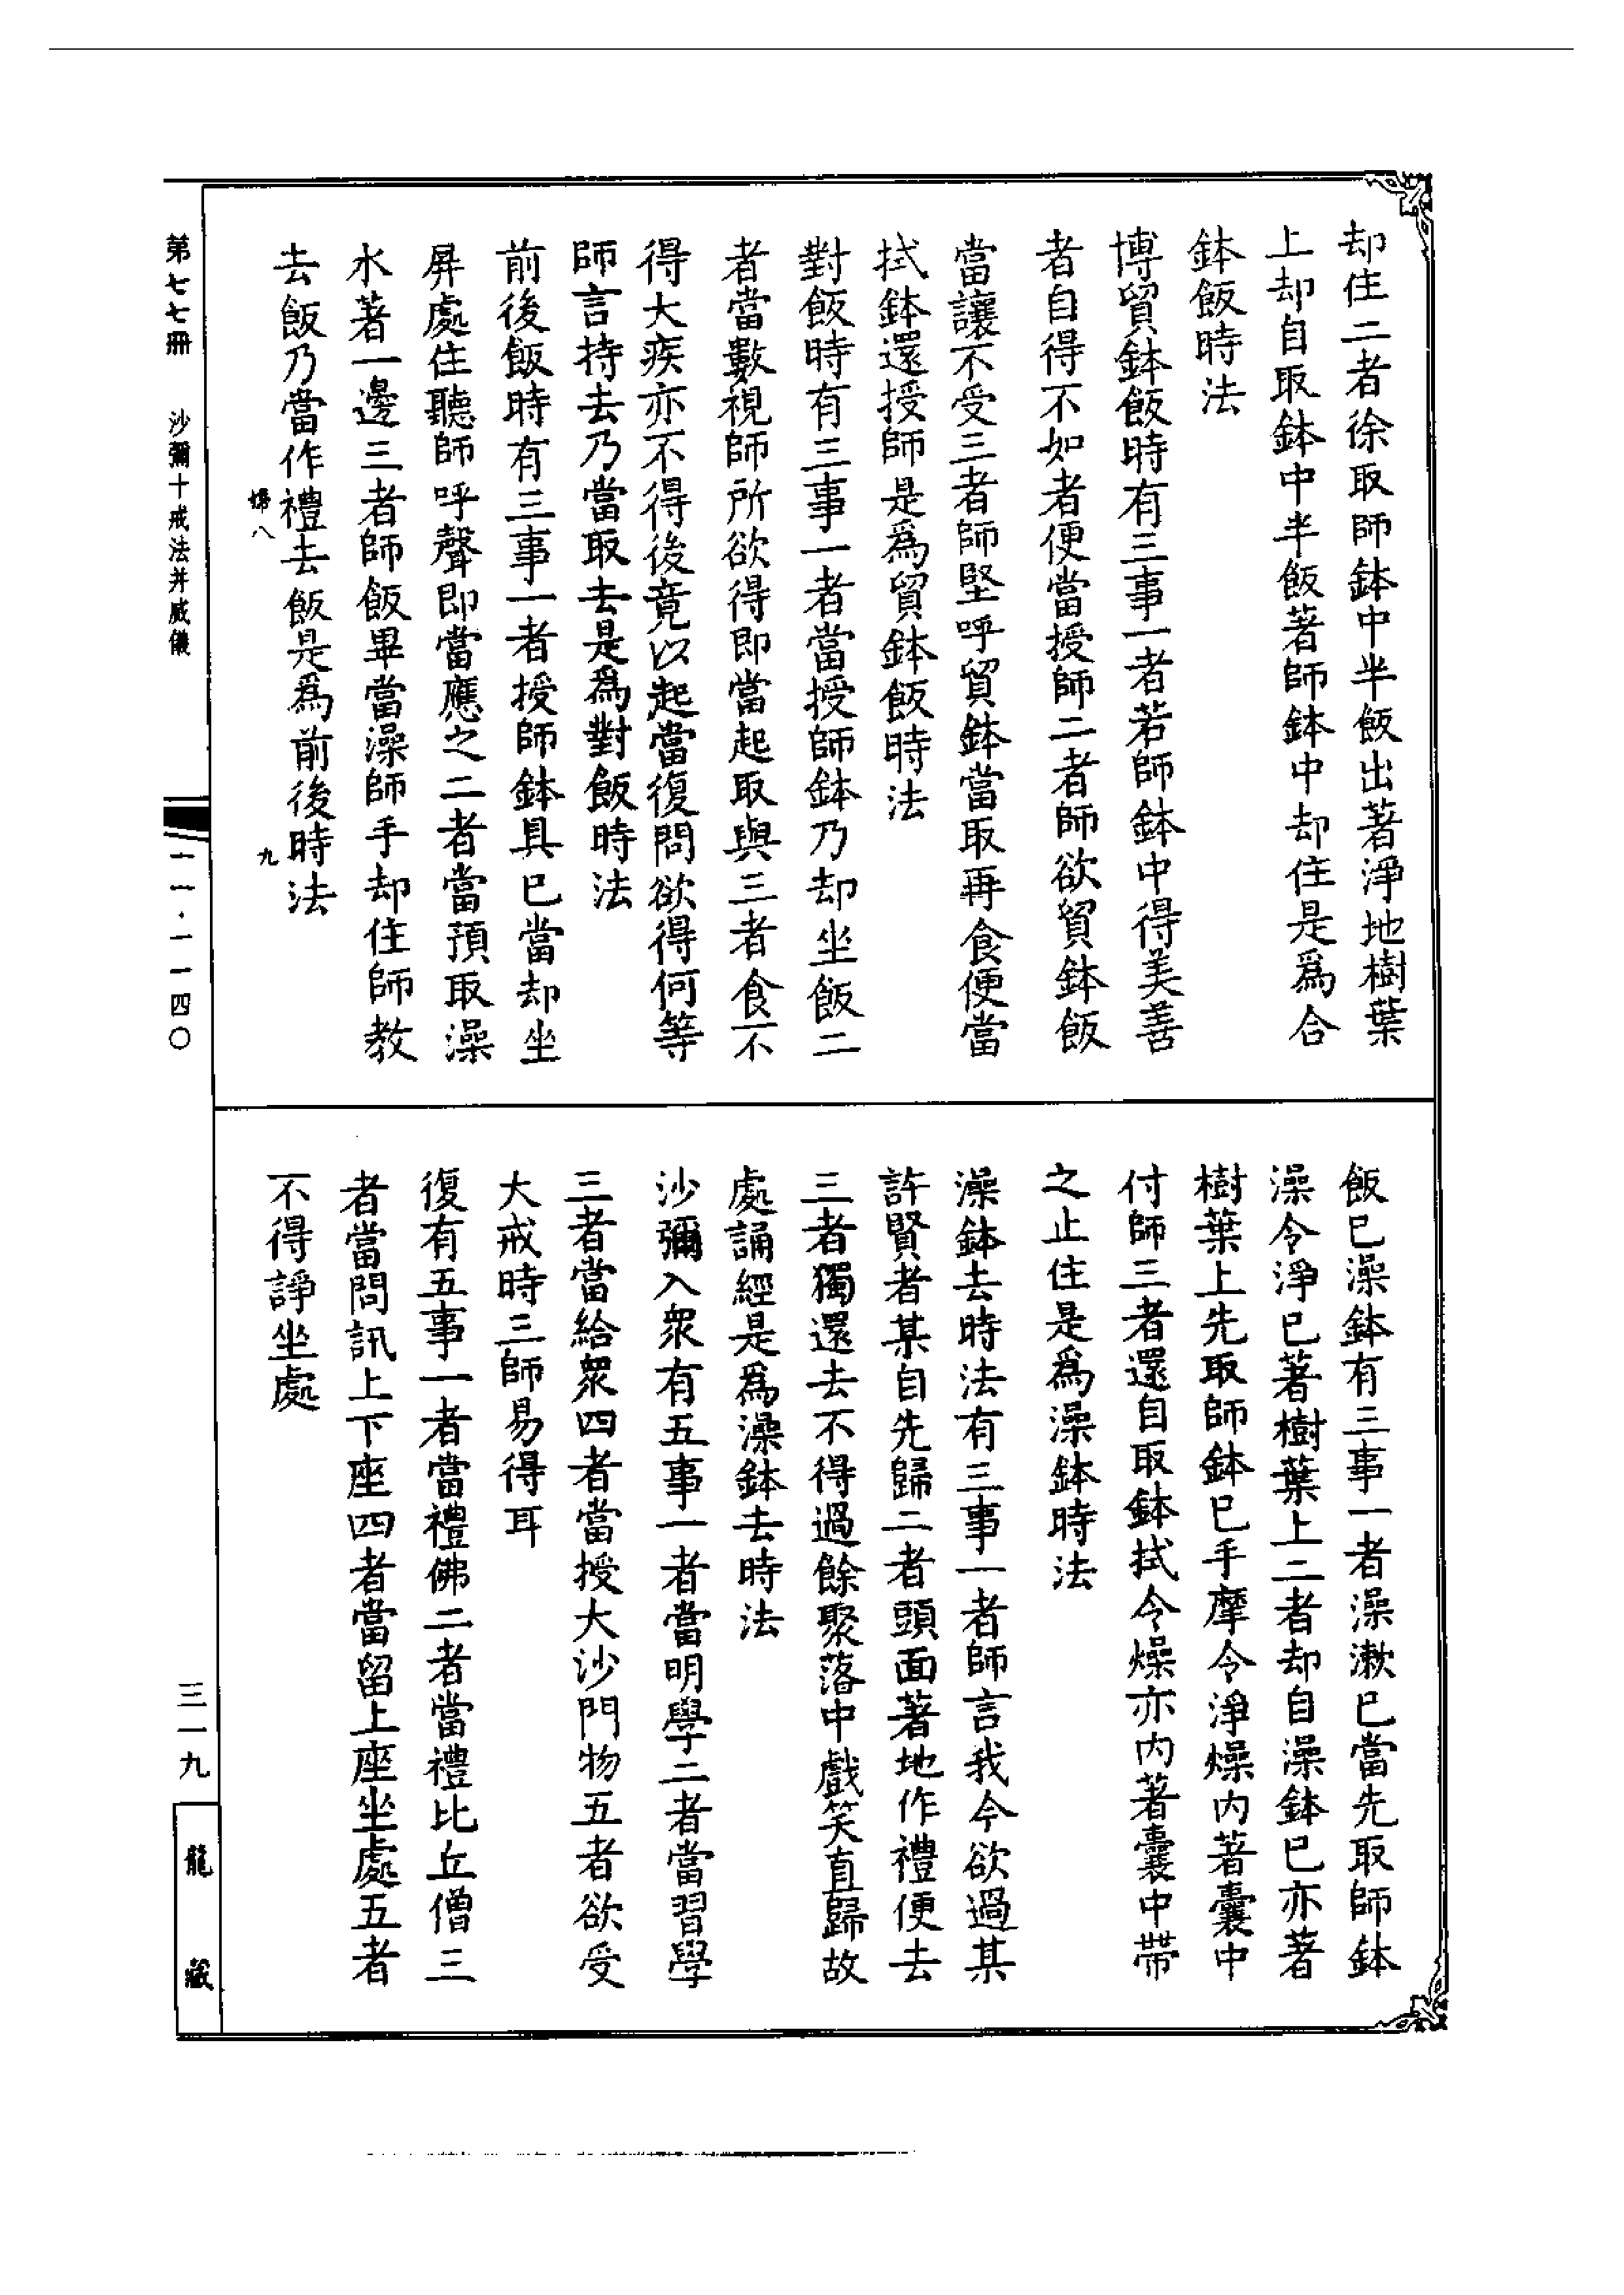 却住二者徐取師鉢中半飯出著淨地樹葉
上却自取鉢中半飯著師鉢中却住是爲合
鉢飯時法
博貿鉢飯時有三事一者若師鉢中得美善
者自得不如者便當授師二者師欲貿鉢飯
當讓不受三者師堅呼貿鉢當取再食便當
拭鉢還授師是爲貿鉢飯時法
對飯時有三事一者當授師鉢乃却坐飯二
者當數視師所欲得即當起取與三者食不
得大疾亦不得後竟以起當復問欲得何等
師言持去乃當取去是爲對飯時法
前後飯時有三事一者授師鉢具已當却坐
屏處住聽師呼聲即當應之二者當預取澡
水著一邊三者師飯畢當澡師手却住師教
去飯乃當作禮去飯是爲前後時法
九
飯已澡鉢有三事一者澡漱已當先取師鉢
澡令淨已著樹葉上二者却自澡鉢已亦著
樹葉上先取師鉢已手摩令淨燥内著囊中
付師三者還自取鉢拭令燥亦内著囊中帶
之止住是爲澡鉢時法
澡鉢去時法有三事一者師言我今欲過某
許賢者某自先歸二者頭面著地作禮便去
三者獨還去不得過餘聚落中戲笑直歸故
處誦經是爲澡鉢去時法
沙彌入衆有五事一者當明學二者當習學
三者當給衆四者當授大沙門物五者欲受
大戒時三師易得耳
復有五事一者當禮佛二者當禮比丘僧三
者當問訊上下座四者當留上座坐處五者
不得諍坐處
第七七冊 沙彌十戒法并威儀
一一·一一四〇
三一九
龍藏